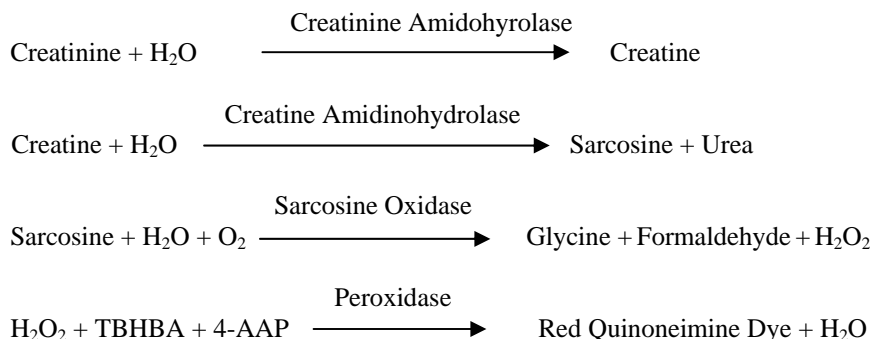 Creatinine Amidohyrolase
Creatinine + H₂O Creatine
Creatine Amidinohydrolase
Creatine + H₂O Sarcosine + Urea
Sarcosine Oxidase
Sarcosine + H₂O + O₂ Glycine + Formaldehyde + H₂O₂
Peroxidase
H₂O₂ + TBHBA + 4-AAP Red Quinoneimine Dye + H₂O